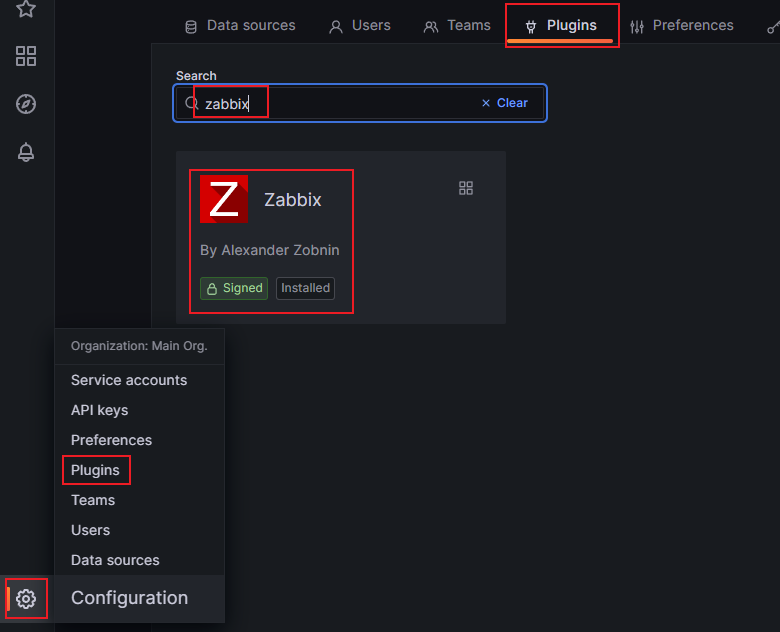 Data sources Users Teams Plugins Preferences
Search
zabbix Clear
Z Zabbix
By Alexander Zobnin
Signed Installed
Organization: Main Org.
Service accounts
API keys
Preferences
Plugins
Teams
Users
Data sources
Configuration